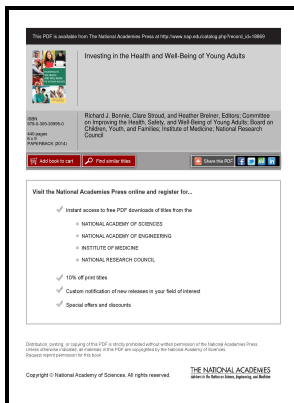 This PDF is available from The National Academies Press at http://www.nap.edu/catalog.php?record_id=18869
Investing in the Health and Well-Being of Young Adults
ISBN
978-0-309-30995-0
440 pages
6 x 9
PAPERBACK (2014)
Richard J. Bonnie, Clare Stroud, and Heather Breiner, Editors; Committee
on Improving the Health, Safety, and Well-Being of Young Adults; Board on
Children, Youth, and Families; Institute of Medicine; National Research
Council
Add book to cart
Find similar titles
Share this PDF
Visit the National Academies Press online and register for...
Instant access to free PDF downloads of titles from the
NATIONAL ACADEMY OF SCIENCES
NATIONAL ACADEMY OF ENGINEERING
INSTITUTE OF MEDICINE
NATIONAL RESEARCH COUNCIL
10% off print titles
Custom notification of new releases in your field of interest
Special offers and discounts
Distribution, posting, or copying of this PDF is strictly prohibited without written permission of the National Academies Press.
Unless otherwise indicated, all materials in this PDF are copyrighted by the National Academy of Sciences.
Request reprint permission for this book
Copyright © National Academy of Sciences. All rights reserved.
THE NATIONAL ACADEMIES
Advisers to the Nation on Science, Engineering, and Medicine